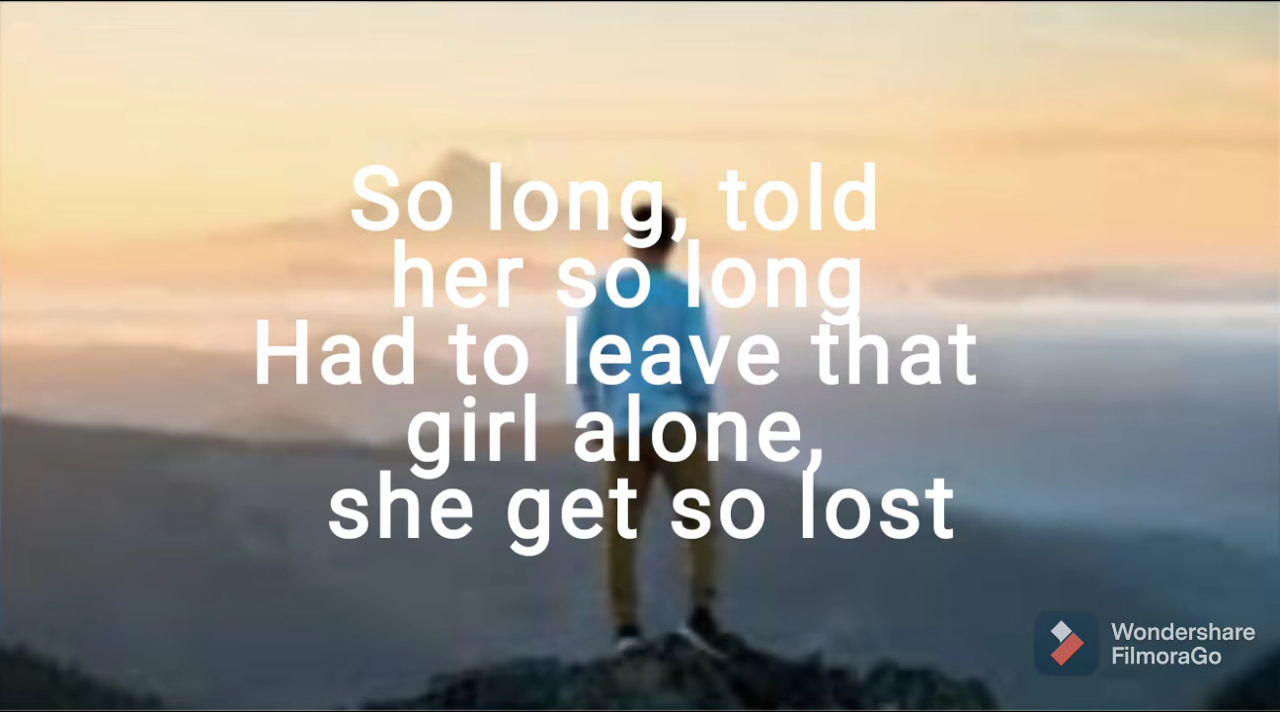 So long, told
her so long
Had to leave that
girl alone,
she get so lost
Wondershare
FilmoraGo